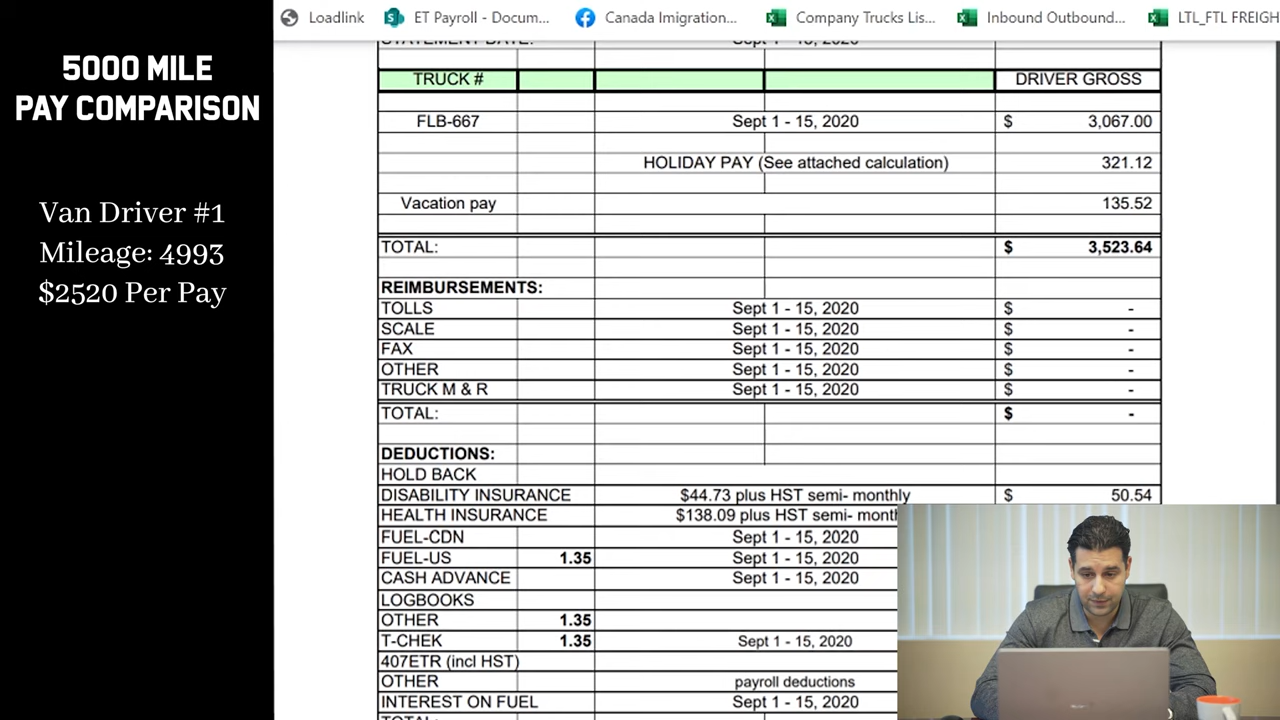 Loadlink ET Payroll - Docum... Canada Imigration... Company Trucks Lis... Inbound Outbound... LTL_FTL FREIGH
5000 MILE
PAY COMPARISON
Van Driver #1
Mileage: 4993
$2520 Per Pay
STATEMENT DATE: Sept 1 - 15, 2020
TRUCK # DRIVER GROSS
FLB-667 Sept 1 - 15, 2020 $ 3,067.00
HOLIDAY PAY (See attached calculation) 321.12
Vacation pay 135.52
TOTAL: $ 3,523.64
REIMBURSEMENTS:
TOLLS Sept 1 - 15, 2020 $ -
SCALE Sept 1 - 15, 2020 $ -
FAX Sept 1 - 15, 2020 $ -
OTHER Sept 1 - 15, 2020 $ -
TRUCK M & R Sept 1 - 15, 2020 $ -
TOTAL: $ -
DEDUCTIONS:
HOLD BACK
DISABILITY INSURANCE $44.73 plus HST semi- monthly $ 50.54
HEALTH INSURANCE $138.09 plus HST semi- month
FUEL-CDN Sept 1 - 15, 2020
FUEL-US 1.35 Sept 1 - 15, 2020
CASH ADVANCE Sept 1 - 15, 2020
LOGBOOKS
OTHER 1.35
T-CHEK 1.35 Sept 1 - 15, 2020
407ETR (incl HST)
OTHER payroll deductions
INTEREST ON FUEL Sept 1 - 15, 2020
TOTAL: